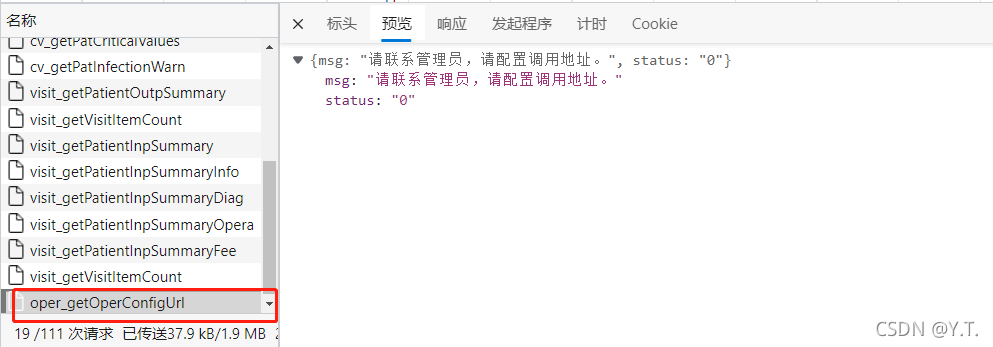 名称
cv_getPatCriticalValues
cv_getPatInfectionWarn
visit_getPatientOutpSummary
visit_getVisitItemCount
visit_getPatientInpSummary
visit_getPatientInpSummaryInfo
visit_getPatientInpSummaryDiag
visit_getPatientInpSummaryOpera
visit_getPatientInpSummaryFee
visit_getVisitItemCount
oper_getOperConfigUrl
19 /111 次请求 已传送37.9 kB/1.9 MB
标头 预览 响应 发起程序 计时 Cookie
{msg: "请联系管理员，请配置调用地址。", status: "0"}
msg: "请联系管理员，请配置调用地址。"
status: "0"
CSDN @Y.T.